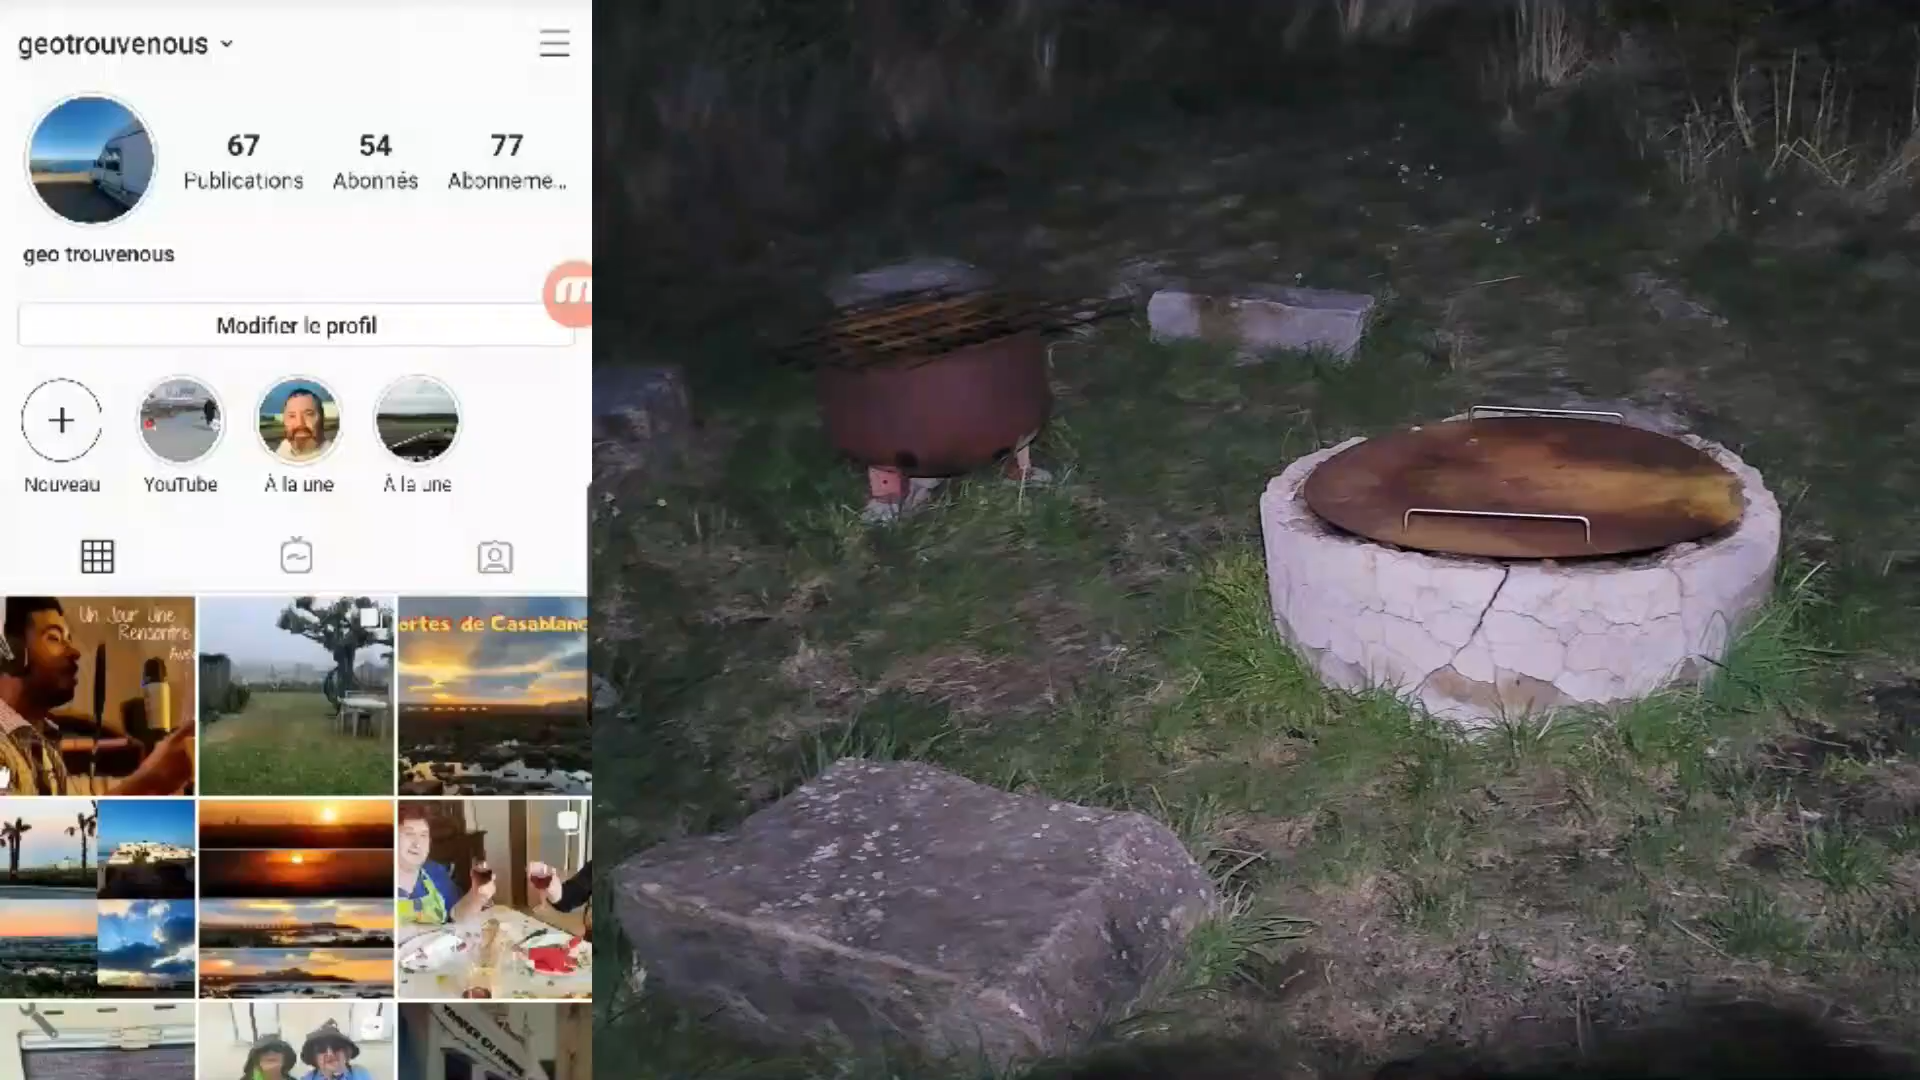 geotrouvenous
67
54
77
Publications
Abonnés
Abonneme...
geo trouvenous
Modifier le profil
Nouveau
YouTube
À la une
À la une
Un Jour Une
Rencontre
Avec
ortes de Casablanc